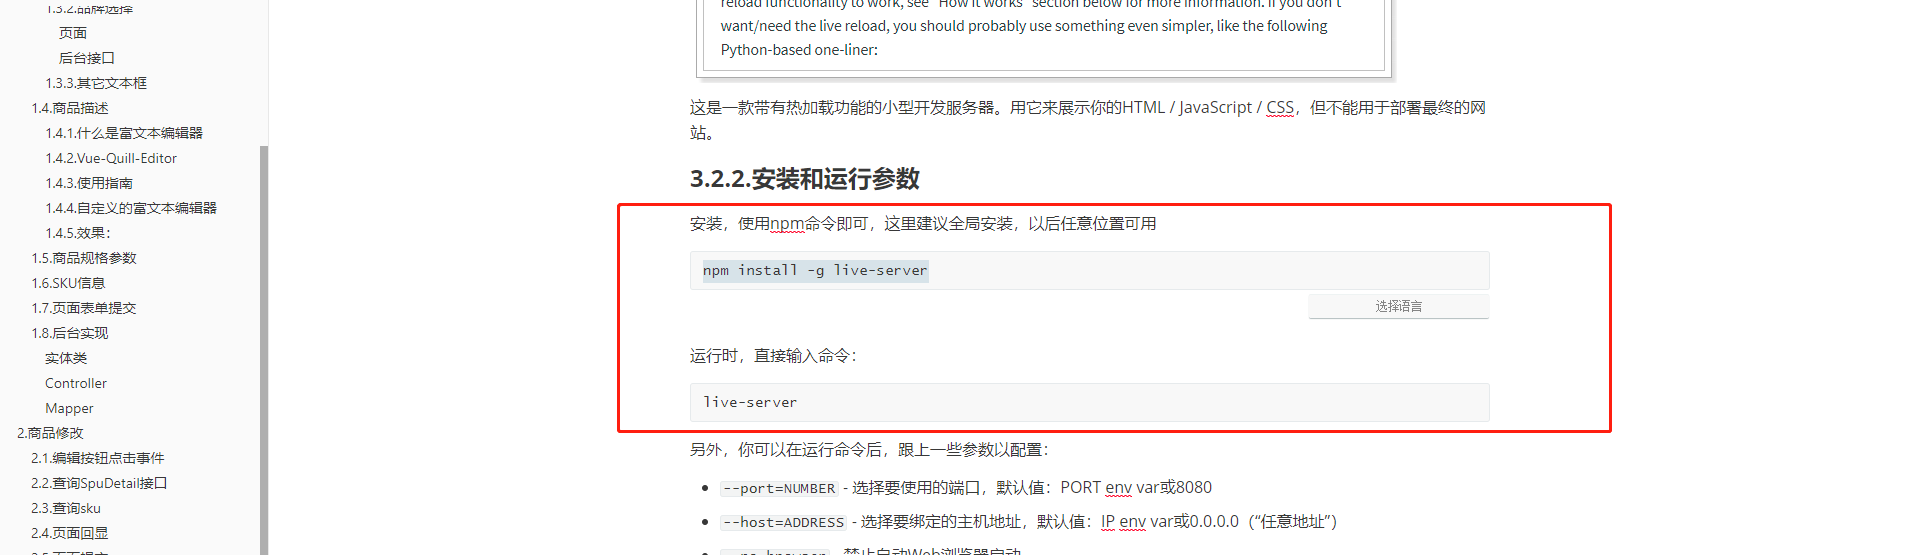 1.3.2.品牌选择
页面
后台接口
1.3.3.其它文本框
1.4.商品描述
1.4.1.什么是富文本编辑器
1.4.2.Vue-Quill-Editor
1.4.3.使用指南
1.4.4.自定义的富文本编辑器
1.4.5.效果：
1.5.商品规格参数
1.6.SKU信息
1.7.页面表单提交
1.8.后台实现
实体类
Controller
Mapper
2.商品修改
2.1.编辑按钮点击事件
2.2.查询SpuDetail接口
2.3.查询sku
2.4.页面回显
reload functionality to work, see "How it works" section below for more information. If you don't
want/need the live reload, you should probably use something even simpler, like the following
Python-based one-liner:
这是一款带有热加载功能的小型开发服务器。用它来展示你的HTML / JavaScript / CSS，但不能用于部署最终的网
站。
3.2.2.安装和运行参数
安装，使用npm命令即可，这里建议全局安装，以后任意位置可用
npm install -g live-server
选择语言
运行时，直接输入命令：
live-server
另外，你可以在运行命令后，跟上一些参数以配置：
--port=NUMBER - 选择要使用的端口，默认值：PORT env var或8080
--host=ADDRESS - 选择要绑定的主机地址，默认值：IP env var或0.0.0.0（“任意地址”）
--no-browser - 禁止自动Web浏览器启动